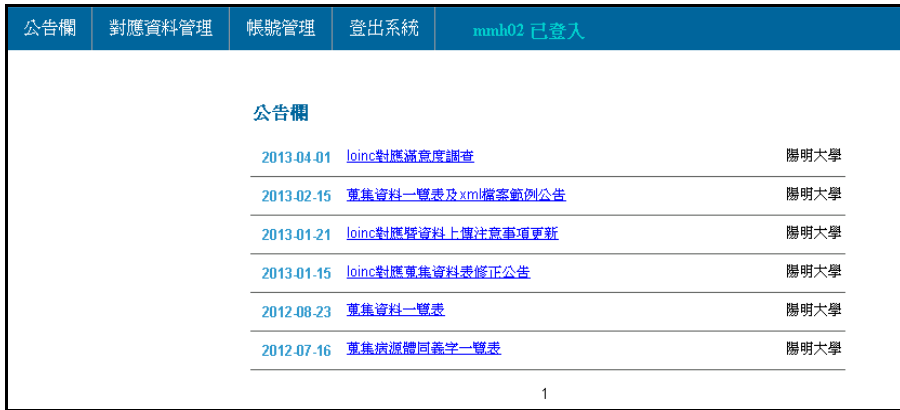 公告欄 對應資料管理 帳號管理 登出系統 mmh02 已登入
公告欄
2013-04-01 loinc對應滿意度調查 陽明大學
2013-02-15 蒐集資料一覽表及xml檔案範例公告 陽明大學
2013-01-21 loinc對應暨資料上傳注意事項更新 陽明大學
2013-01-15 loinc對應蒐集資料表修正公告 陽明大學
2012-08-23 蒐集資料一覽表 陽明大學
2012-07-16 蒐集病源體同義字一覽表 陽明大學
1